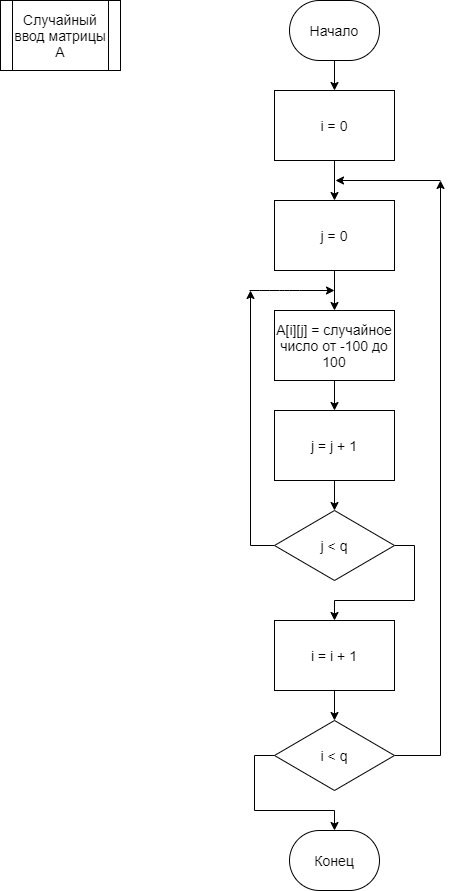 Случайный
ввод матрицы
А
Начало
i = 0
j = 0
A[i][j] = случайное
число от -100 до
100
j = j + 1
j < q
i = i + 1
i < q
Конец